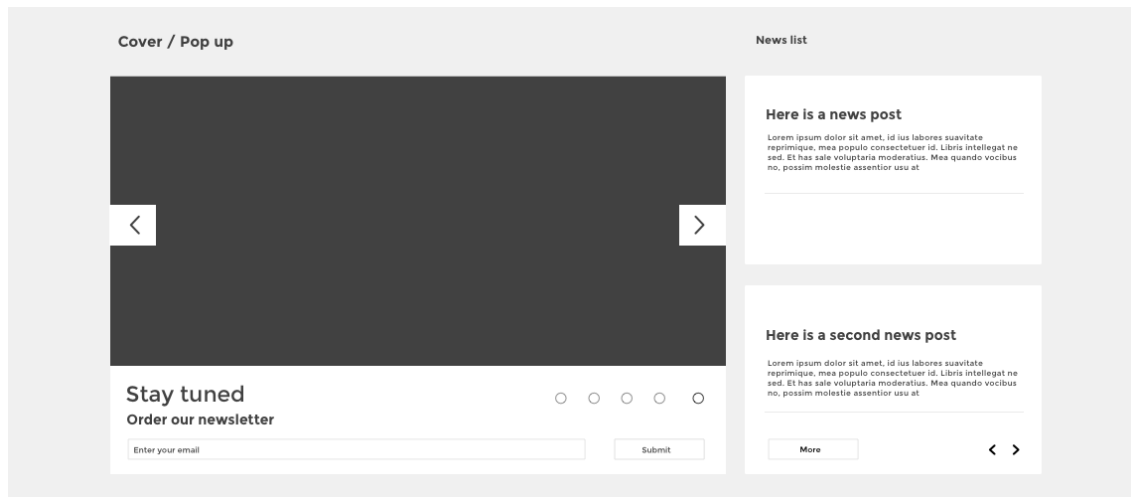 Cover / Pop up
News list
Here is a news post
Lorem ipsum dolor sit amet, id ius labores suavitate
reprimique, mea populo consectetuer id. Libris intellegat ne
sed. Et has sale voluptaria moderatius. Mea quando vocibus
no, possim molestie assentior usu at
Stay tuned
Order our newsletter
Enter your email
Submit
Here is a second news post
Lorem ipsum dolor sit amet, id ius labores suavitate
reprimique, mea populo consectetuer id. Libris intellegat ne
sed. Et has sale voluptaria moderatius. Mea quando vocibus
no, possim molestie assentior usu at
More